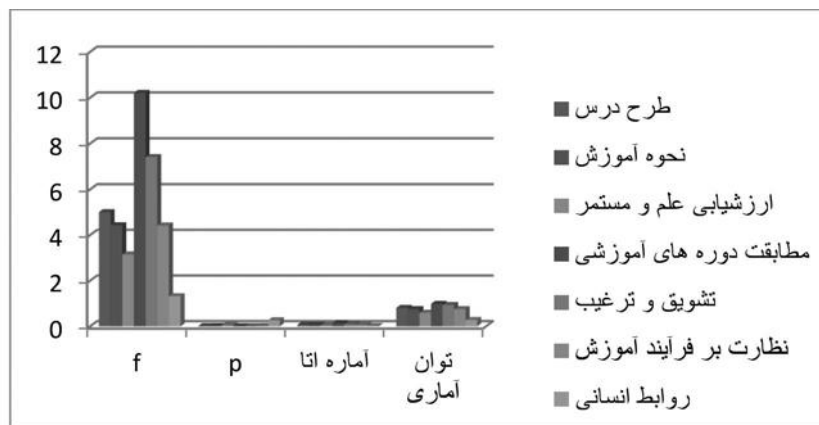 12
10
8
6
4
2
0
f
p
آماره اتا
توان
آماری
طرح درس
نحوه آموزش
ارزشیابی علم و مستمر
مطابقت دوره های آموزشی
تشویق و ترغیب
نظارت بر فرآیند آموزش
روابط انسانی